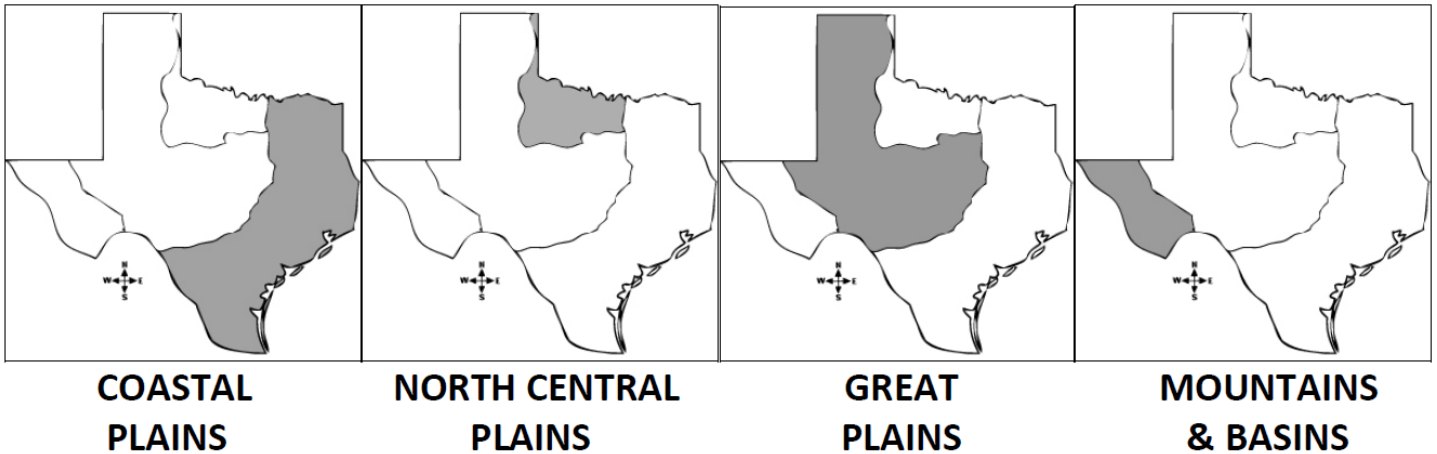 N
W E
S
N
W E
S
N
W E
S
N
W E
S
COASTAL
PLAINS
NORTH CENTRAL
PLAINS
GREAT
PLAINS
MOUNTAINS
& BASINS